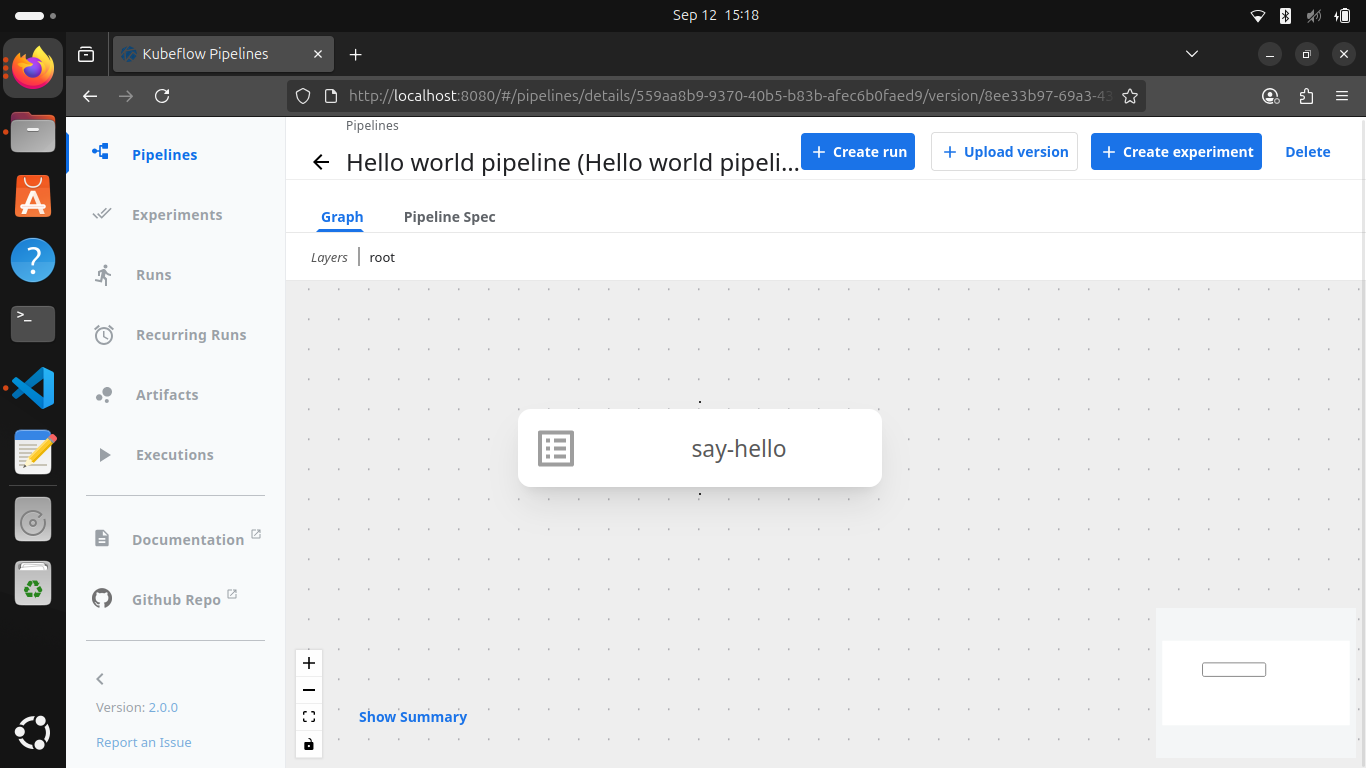 Sep 12 15:18
Kubeflow Pipelines
http://localhost:8080/#/pipelines/details/559aa8b9-9370-40b5-b83b-afec6b0faed9/version/8ee33b97-69a3-43
Pipelines
Experiments
Runs
Recurring Runs
Artifacts
Executions
Documentation
Github Repo
Version: 2.0.0
Report an Issue
Pipelines
Hello world pipeline (Hello world pipeli...
+ Create run
+ Upload version
+ Create experiment
Delete
Graph
Pipeline Spec
Layers
root
say-hello
Show Summary